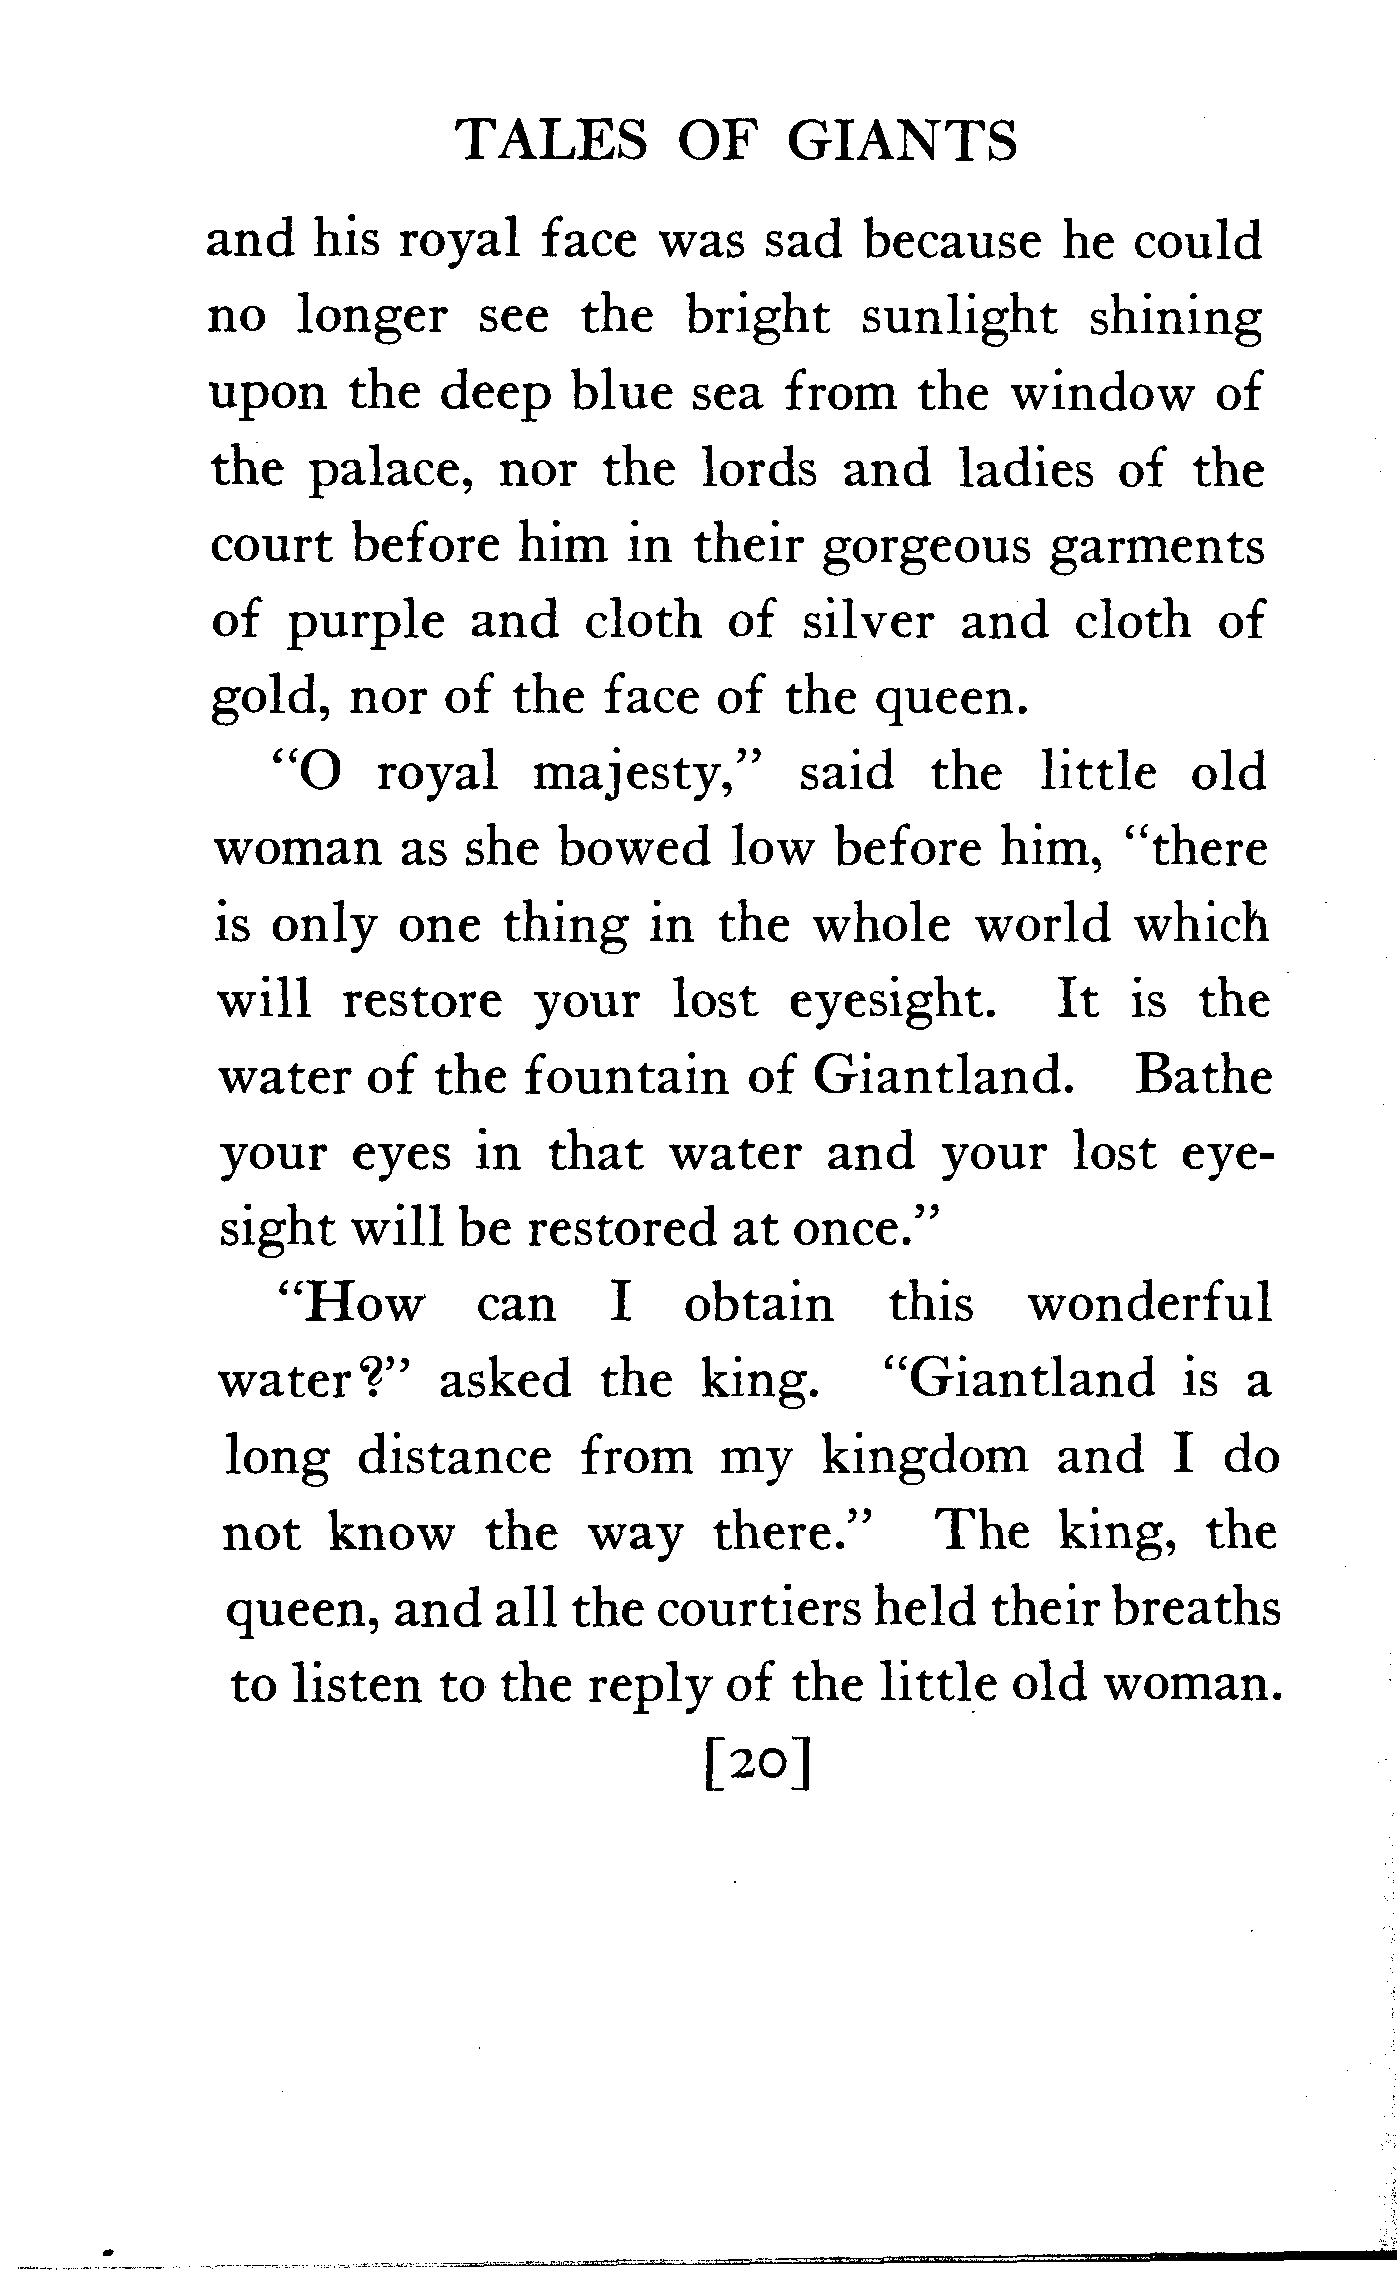 TALES OF GIANTS
and his royal face was sad because he could
no longer see the bright sunlight shining
upon the deep blue sea from the window of
the palace, nor the lords and ladies of the
court before him in their gorgeous garments
of purple and cloth of silver and cloth of
gold, nor of the face of the queen.
“O royal majesty,” said the little old
woman as she bowed low before him, “there
is only one thing in the whole world which
will restore your lost eyesight. It is the
water of the fountain of Giantland. Bathe
your eyes in that water and your lost eye-
sight will be restored at once.”
“How can I obtain this wonderful
water?” asked the king. “Giantland is a
long distance from my kingdom and I do
not know the way there.” The king, the
queen, and all the courtiers held their breaths
to listen to the reply of the little old woman.
[20]